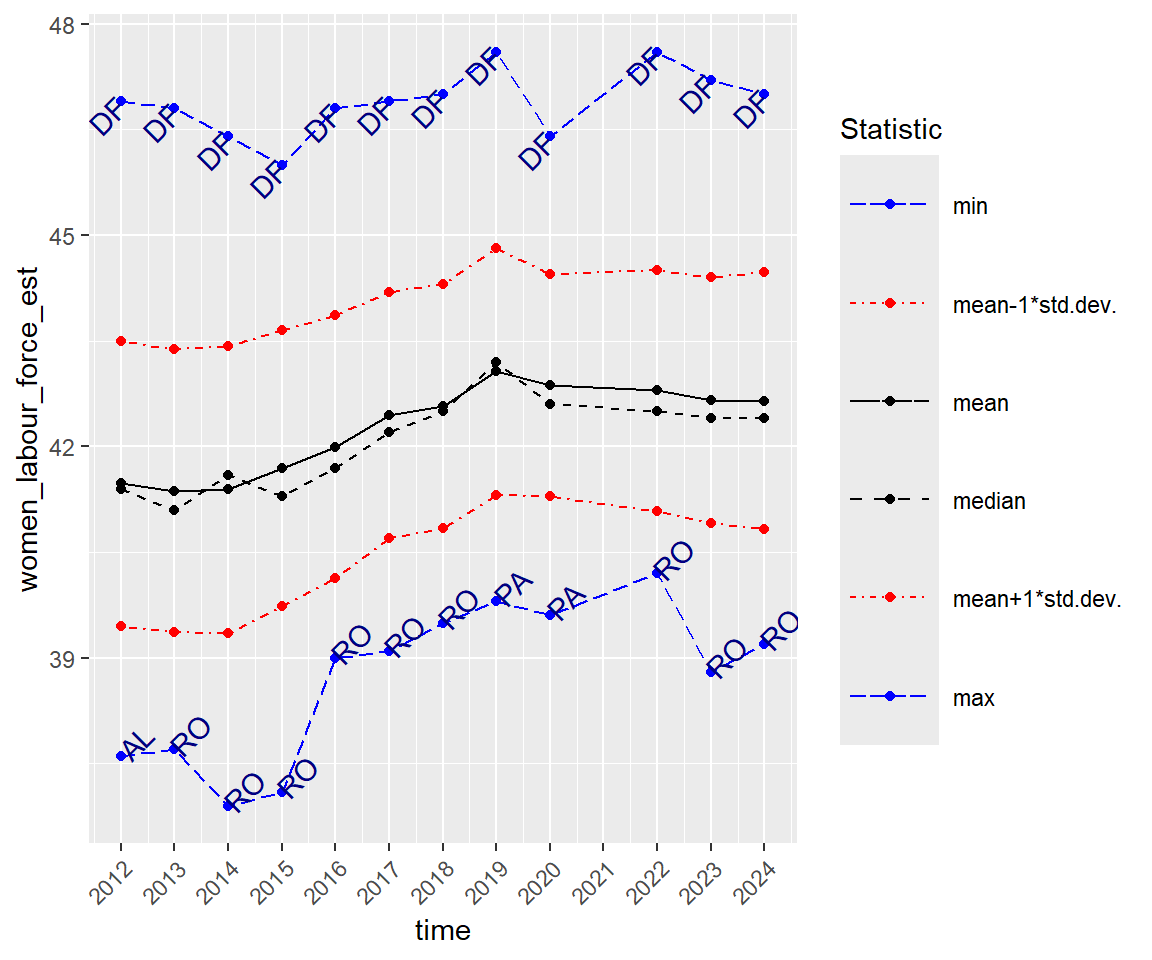 48
45
42
39
women_labour_force_est
DF
DF
DF
DF
DF
DF
DF
DF
DF
DF
DF
DF
AL
RO
RO
RO
RO
RO
RO
PA
PA
RO
RO
RO
2012
2013
2014
2015
2016
2017
2018
2019
2020
2021
2022
2023
2024
time
Statistic
min
mean-1*std.dev.
mean
median
mean+1*std.dev.
max